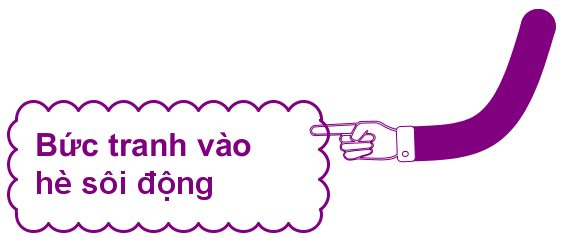 Bức tranh vào
hè sôi động